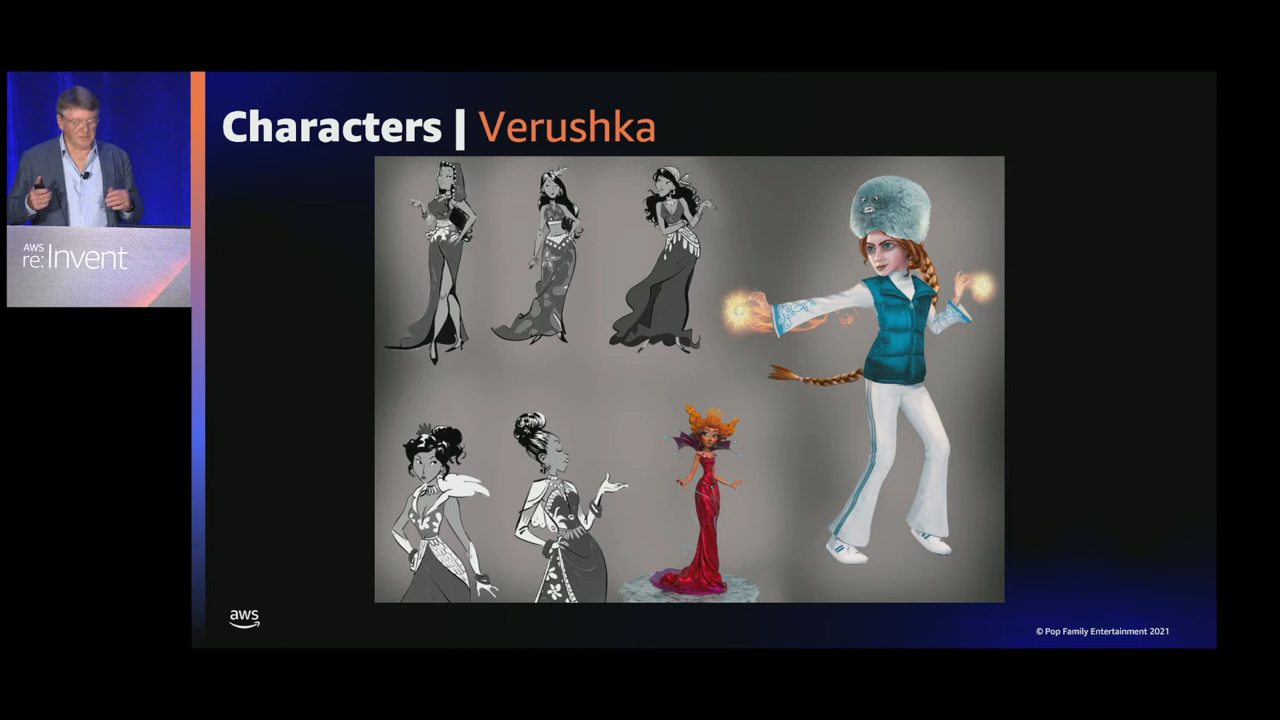 Characters | Verushka
AWS
re:Invent
aws
© Pop Family Entertainment 2021